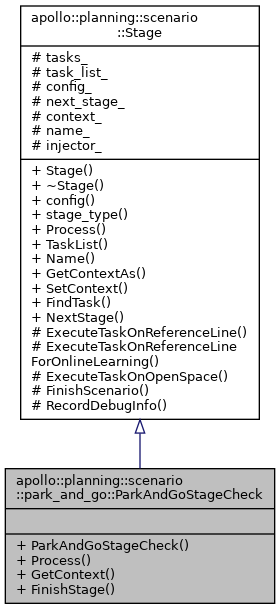 apollo::planning::scenario
::Stage
# tasks_
# task_list_
# config_
# next_stage_
# context_
# name_
# injector_
+ Stage()
+ ~Stage()
+ config()
+ stage_type()
+ Process()
+ TaskList()
+ Name()
+ GetContextAs()
+ SetContext()
+ FindTask()
+ NextStage()
# ExecuteTaskOnReferenceLine()
# ExecuteTaskOnReferenceLine
ForOnlineLearning()
# ExecuteTaskOnOpenSpace()
# FinishScenario()
# RecordDebugInfo()
apollo::planning::scenario
::park_and_go::ParkAndGoStageCheck
+ ParkAndGoStageCheck()
+ Process()
+ GetContext()
+ FinishStage()